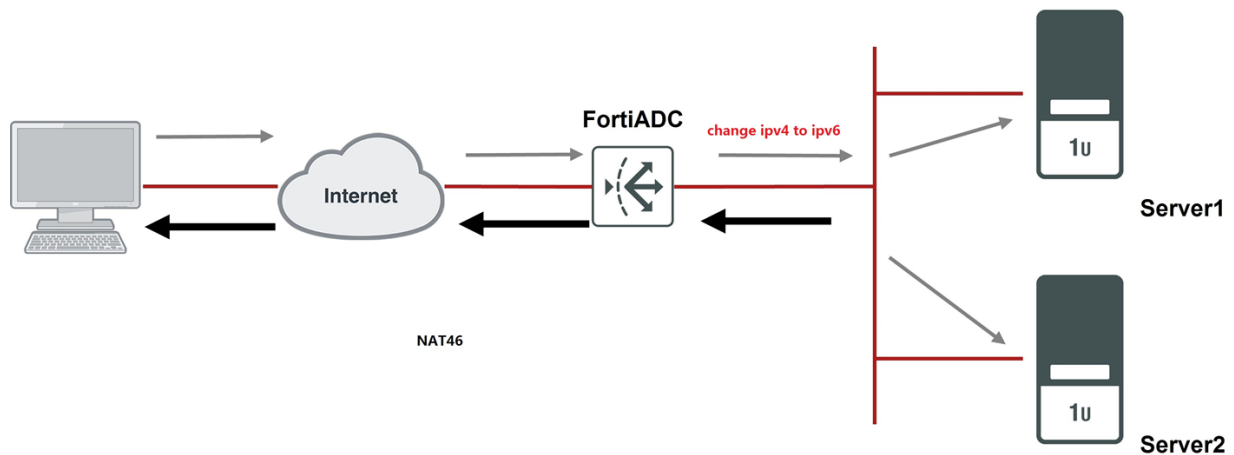 FortiADC
change ipv4 to ipv6
Internet
1U
Server1
NAT46
1U
Server2